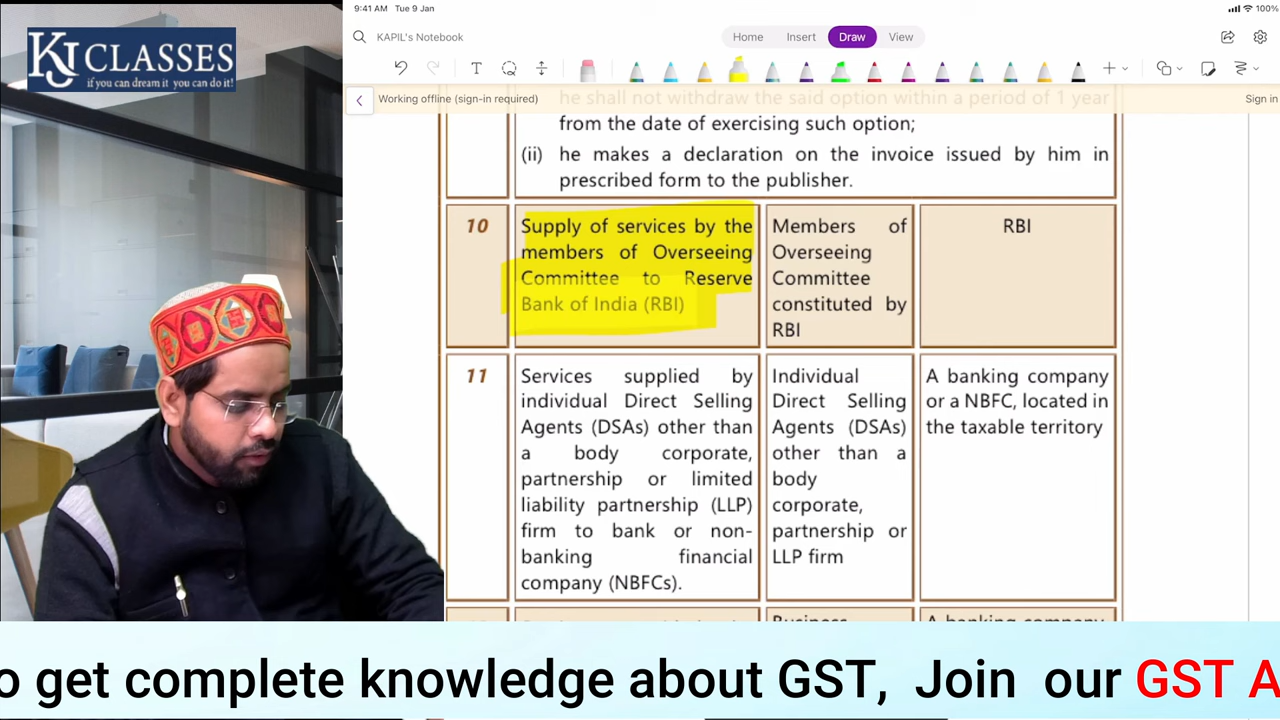 KJ CLASSES
if you can dream it you can do it!
9:41 AM Tue 9 Jan
100%
KAPIL's Notebook
Home Insert Draw View
Working offline (sign-in required)
Sign in
he shall not withdraw the said option within a period of 1 year
from the date of exercising such option;
(ii) he makes a declaration on the invoice issued by him in
prescribed form to the publisher.
10
Supply of services by the
members of Overseeing
Committee to Reserve
Bank of India (RBI)
Members of
Overseeing
Committee
constituted by
RBI
RBI
11
Services supplied by
individual Direct Selling
Agents (DSAs) other than
a body corporate,
partnership or limited
liability partnership (LLP)
firm to bank or non-
banking financial
company (NBFCs).
Individual
Direct Selling
Agents (DSAs)
other than a
body
corporate,
partnership or
LLP firm
A banking company
or a NBFC, located in
the taxable territory
Business
A banking company
o get complete knowledge about GST, Join our GST A